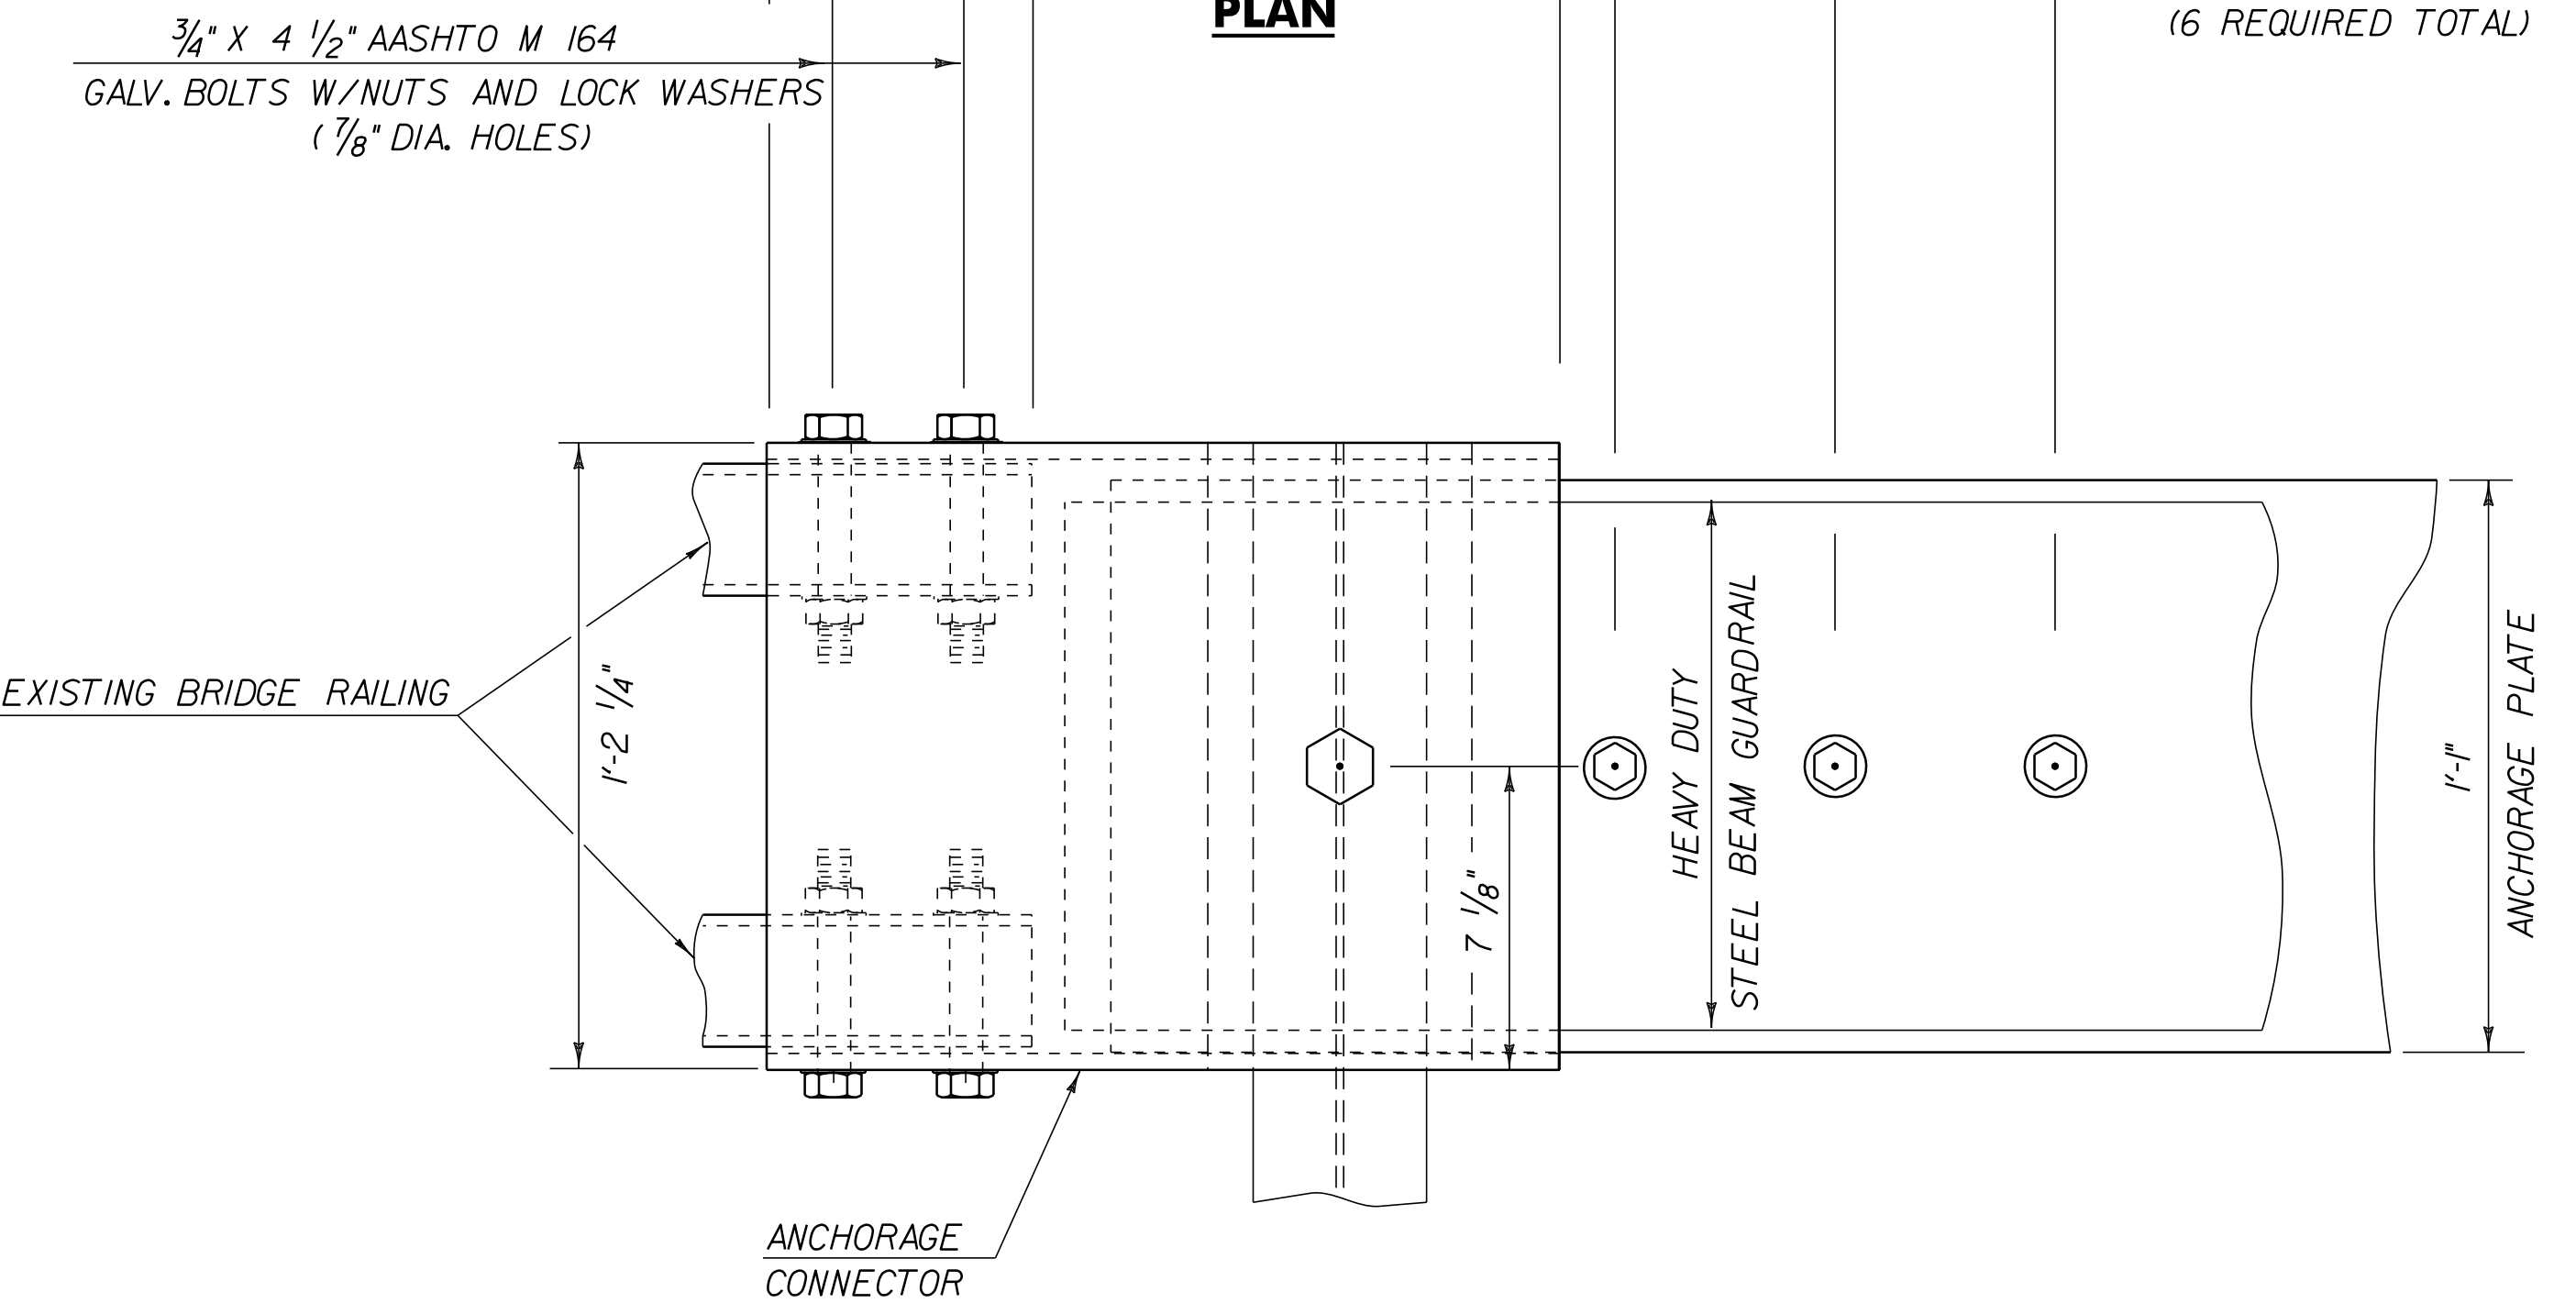 PLAN
(6 REQUIRED TOTAL)
3/4" X 4 1/2" AASHTO M 164
GALV. BOLTS W/NUTS AND LOCK WASHERS
( 7/8" DIA. HOLES)
EXISTING BRIDGE RAILING
1'-2 1/4"
7 1/8"
HEAVY DUTY
STEEL BEAM GUARDRAIL
1'-1"
ANCHORAGE PLATE
ANCHORAGE
CONNECTOR